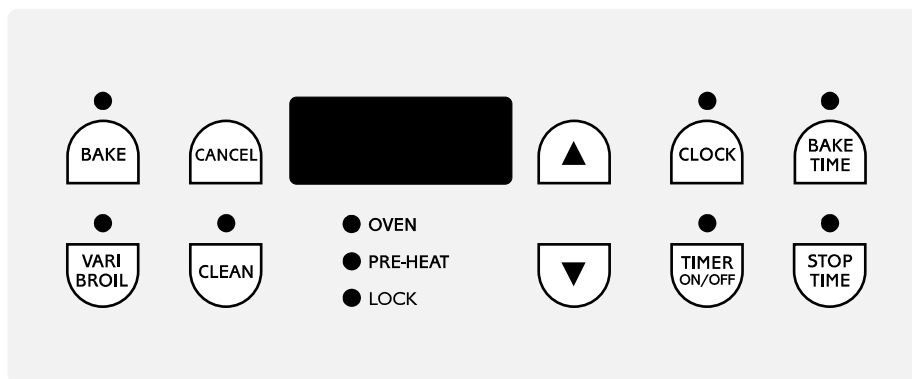 BAKE
CANCEL
CLOCK
BAKE
TIME
VARI
BROIL
CLEAN
OVEN
PRE-HEAT
LOCK
TIMER
ON/OFF
STOP
TIME